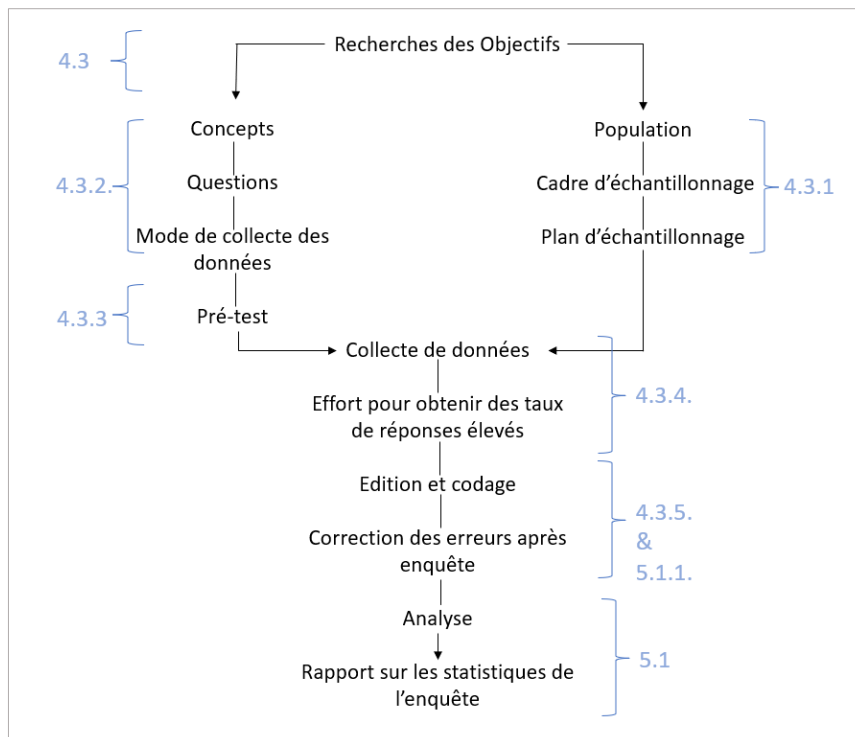 Recherches des Objectifs
4.3
Concepts
Population
4.3.2.
Questions
Cadre d'échantillonnage
4.3.1
Mode de collecte des
données
Plan d'échantillonnage
4.3.3
Pré-test
Collecte de données
Effort pour obtenir des taux
de réponses élevés
4.3.4.
Edition et codage
Correction des erreurs après
enquête
4.3.5.
&
5.1.1.
Analyse
Rapport sur les statistiques de
l'enquête
5.1